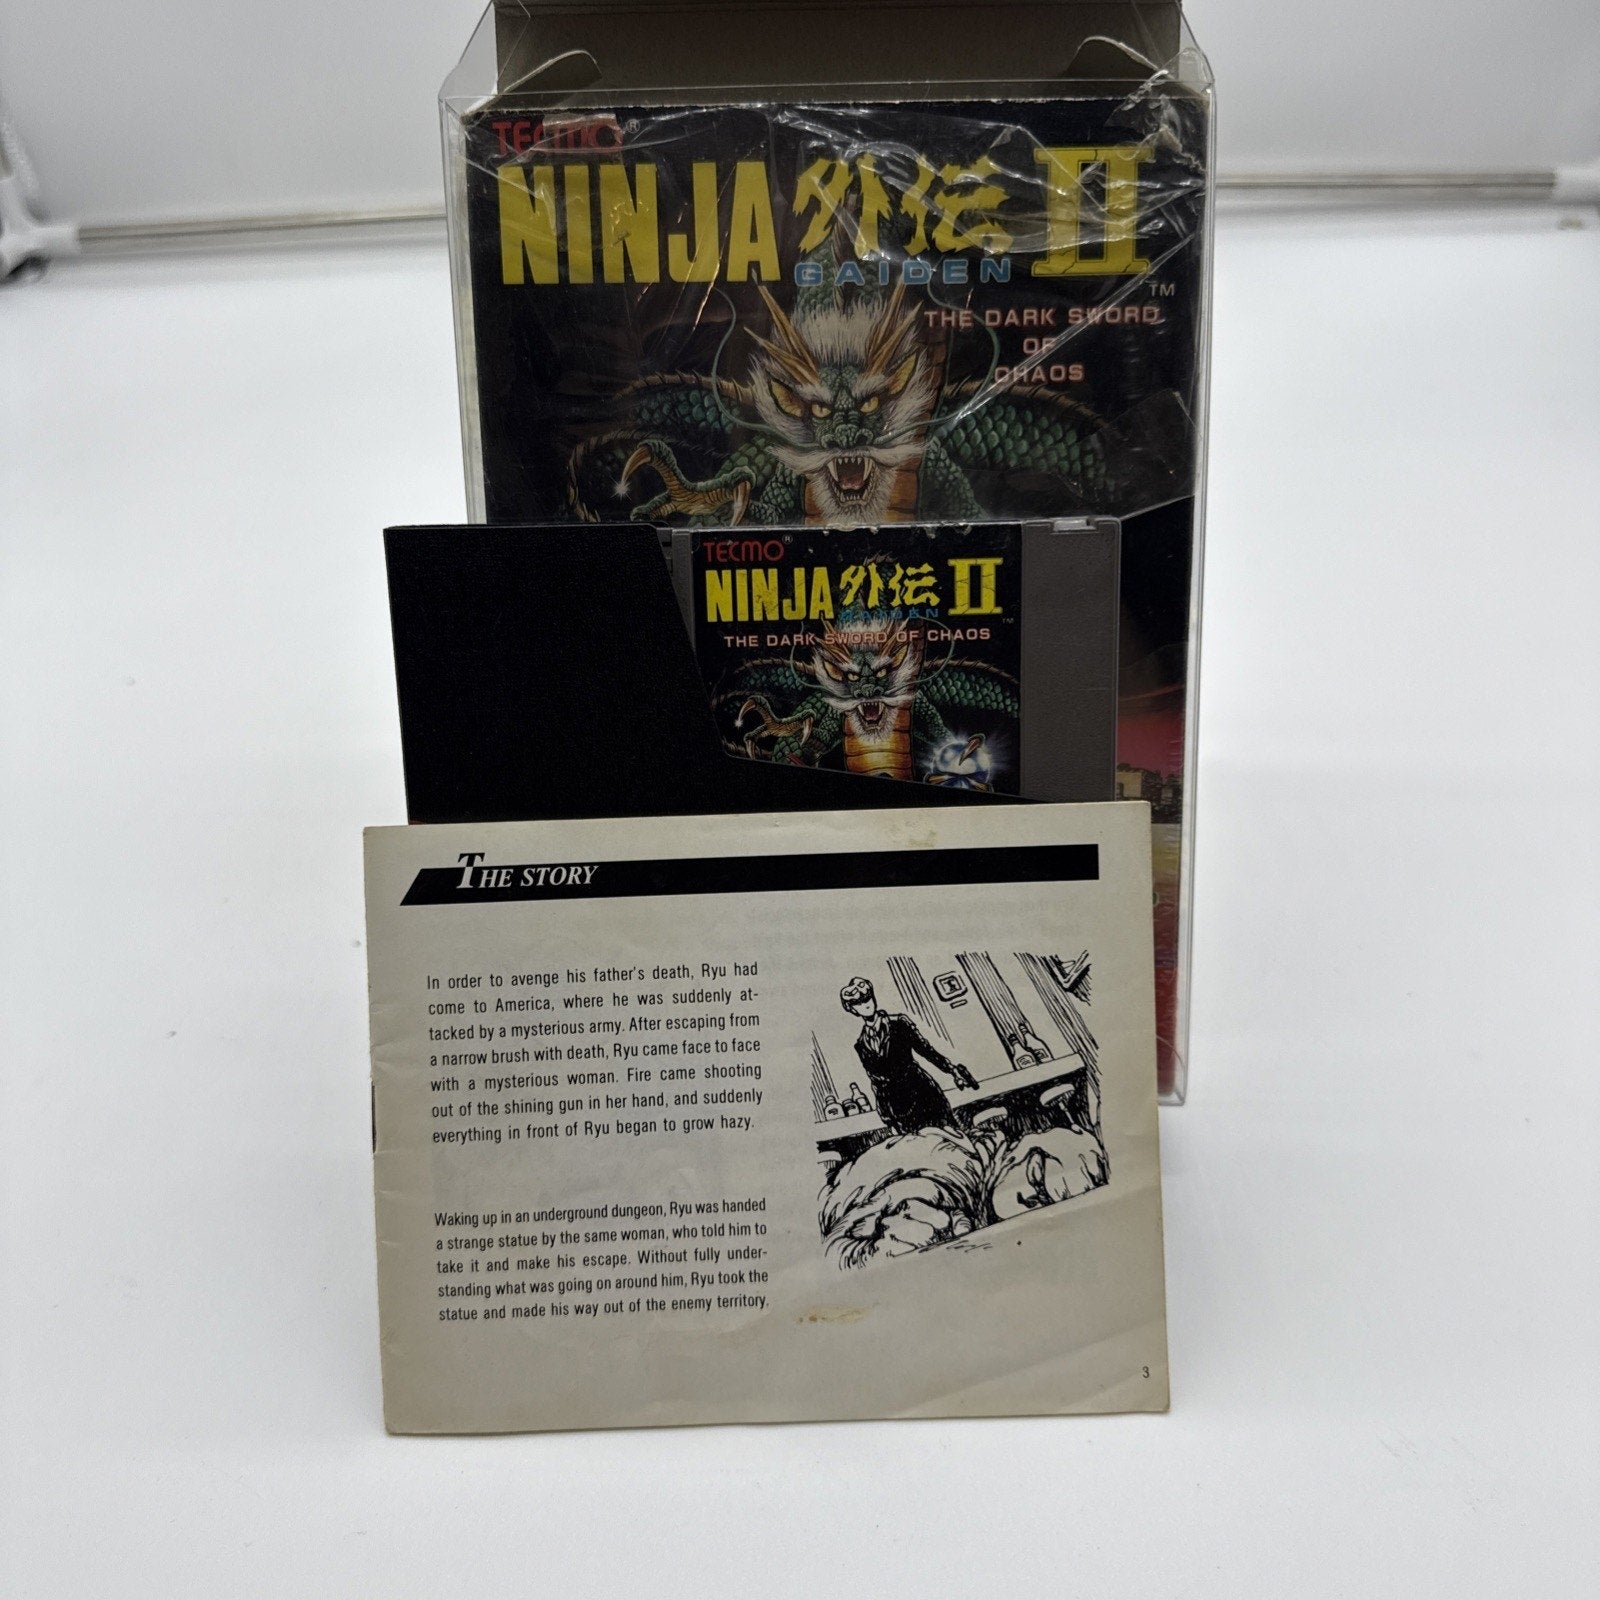 TECMO®
NINJA 外伝 II
GAIDEN
TM
THE DARK SWORD
OF
CHAOS
TECMO®
NINJA 外伝 II
GAIDEN
TM
THE DARK SWORD OF CHAOS
THE STORY
In order to avenge his father's death, Ryu had
come to America, where he was suddenly at-
tacked by a mysterious army. After escaping from
a narrow brush with death, Ryu came face to face
with a mysterious woman. Fire came shooting
out of the shining gun in her hand, and suddenly
everything in front of Ryu began to grow hazy.
Waking up in an underground dungeon, Ryu was handed
a strange statue by the same woman, who told him to
take it and make his escape. Without fully under-
standing what was going on around him, Ryu took the
statue and made his way out of the enemy territory.
3